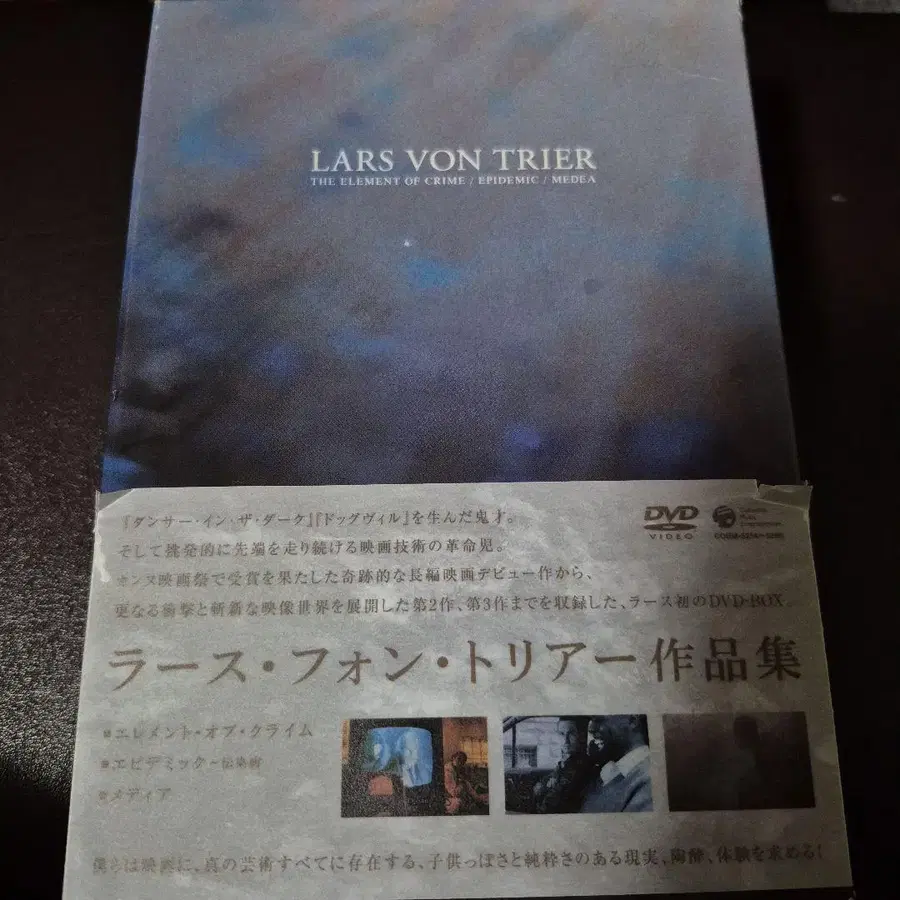 LARS VON TRIER
THE ELEMENT OF CRIME / EPIDEMIC / MEDEA
『ダンサー・イン・ザ・ダーク』『ドッグヴィル』を生んだ鬼才。
そして挑発的に先端を走り続ける映画技術の革命児。
カンヌ映画祭で受賞を果たした奇跡的な長編映画デビュー作から、
更なる衝撃と斬新な映像世界を展開した第2作、第3作までを収録した、ラース初のDVD-BOX
DVD
VIDEO
ラース・フォン・トリアー作品集
エレメント・オブ・クライム
エピデミック〜伝染病
メディア
僕らは映画に、真の芸術すべてに存在する、子供っぽさと純粋さのある現実、陶酔、体験を求める!